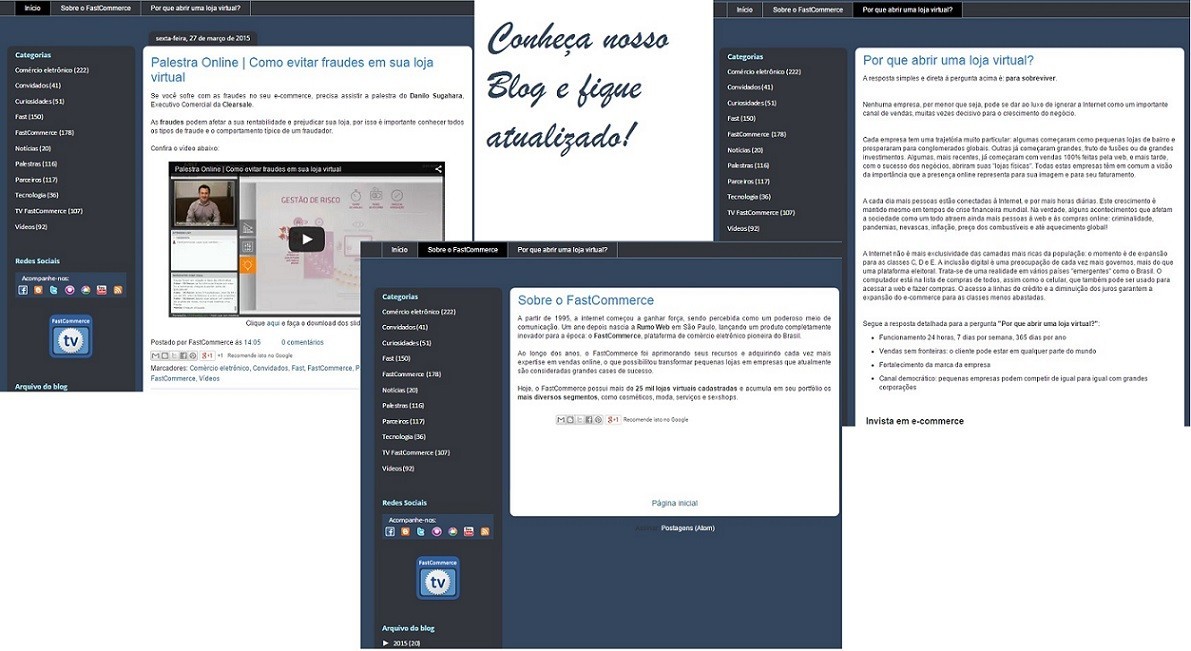 Início Sobre o FastCommerce Por que abrir uma loja virtual?
sexta-feira, 27 de março de 2015
Categorias
Comércio eletrônico (222)
Convidados (41)
Curiosidades (51)
Fast (150)
FastCommerce (178)
Notícias (20)
Palestras (116)
Parceiros (117)
Tecnologia (36)
TV FastCommerce (107)
Vídeos (92)
Redes Sociais
Acompanhe-nos:
FastCommerce
tv
Arquivo do blog
Palestra Online | Como evitar fraudes em sua loja
virtual
Se você sofre com as fraudes no seu e-commerce, precisa assistir a palestra do Danilo Sugahara,
Executivo Comercial da Clearsale.
As fraudes podem afetar a sua rentabilidade e prejudicar sua loja, por isso é importante conhecer todos
os tipos de fraude e o comportamento típico de um fraudador.
Confira o vídeo abaixo:
Palestra Online | Como evitar fraudes em sua loja virtual
GESTÃO DE RISCO
Clique aqui e faça o download dos slid
Postado por FastCommerce às 14:05 0 comentários
+1 Recomende isto no Google
Marcadores: Comércio eletrônico, Convidados, Fast, FastCommerce, P
FastCommerce, Vídeos
Conheça nosso
Blog e fique
atualizado!
Início Sobre o FastCommerce Por que abrir uma loja virtual?
Categorias
Comércio eletrônico (222)
Convidados (41)
Curiosidades (51)
Fast (150)
FastCommerce (178)
Notícias (20)
Palestras (116)
Parceiros (117)
Tecnologia (36)
TV FastCommerce (107)
Vídeos (92)
Redes Sociais
Acompanhe-nos:
FastCommerce
tv
Arquivo do blog
► 2015 (20)
Sobre o FastCommerce
A partir de 1995, a internet começou a ganhar força, sendo percebida como um poderoso meio de
comunicação. Um ano depois nascia a Rumo Web em São Paulo, lançando um produto completamente
inovador para a época: o FastCommerce, plataforma de comércio eletrônico pioneira do Brasil.
Ao longo dos anos, o FastCommerce foi aprimorando seus recursos e adquirindo cada vez mais
expertise em vendas online, o que possibilitou transformar pequenas lojas em empresas que atualmente
são consideradas grandes cases de sucesso.
Hoje, o FastCommerce possui mais de 25 mil lojas virtuais cadastradas e acumula em seu portfólio os
mais diversos segmentos, como cosméticos, moda, serviços e sexshops.
+1 Recomende isto no Google
Página inicial
Postagens (Atom)
Início Sobre o FastCommerce Por que abrir uma loja virtual?
Categorias
Comércio eletrônico (222)
Convidados (41)
Curiosidades (51)
Fast (150)
FastCommerce (178)
Notícias (20)
Palestras (116)
Parceiros (117)
Tecnologia (36)
TV FastCommerce (107)
Vídeos (92)
Por que abrir uma loja virtual?
A resposta simples e direta à pergunta acima é: para sobreviver.
Nenhuma empresa, por menor que seja, pode se dar ao luxo de ignorar a Internet como um importante
canal de vendas, muitas vezes decisivo para o crescimento do negócio.
Cada empresa tem uma trajetória muito particular: algumas começaram como pequenas lojas de bairro e
prosperaram para conglomerados globais. Outras já começaram grandes, fruto de fusões ou de grandes
investimentos. Algumas, mais recentes, já começaram com vendas 100% feitas pela web, e mais tarde,
com o sucesso dos negócios, abriram suas "lojas físicas". Todas estas empresas têm em comum a visão
da importância que a presença online representa para sua imagem e para seu faturamento.
A cada dia mais pessoas estão conectadas à Internet, e por mais horas diárias. Este crescimento é
mantido mesmo em tempos de crise financeira mundial. Na verdade, alguns acontecimentos que afetam
a sociedade como um todo atraem ainda mais pessoas à web e às compras online: criminalidade,
pandemias, nevascas, inflação, preço dos combustíveis e até aquecimento global!
A Internet não é mais exclusividade das camadas mais ricas da população: o momento é de expansão
para as classes C, D e E. A inclusão digital é uma preocupação de cada vez mais governos, mais do que
uma plataforma eleitoral. Trata-se de uma realidade em vários países "emergentes" como o Brasil. O
computador está na lista de compras de todos, assim como o celular, que também pode ser usado para
acessar a web e fazer compras. O acesso a linhas de crédito e a diminuição dos juros garantem a
expansão do e-commerce para as classes menos abastadas.
Segue a resposta detalhada para a pergunta "Por que abrir uma loja virtual?":
• Funcionamento 24 horas, 7 dias por semana, 365 dias por ano
• Vendas sem fronteiras: o cliente pode estar em qualquer parte do mundo
• Fortalecimento da marca da empresa
• Canal democrático: pequenas empresas podem competir de igual para igual com grandes
corporações
Invista em e-commerce